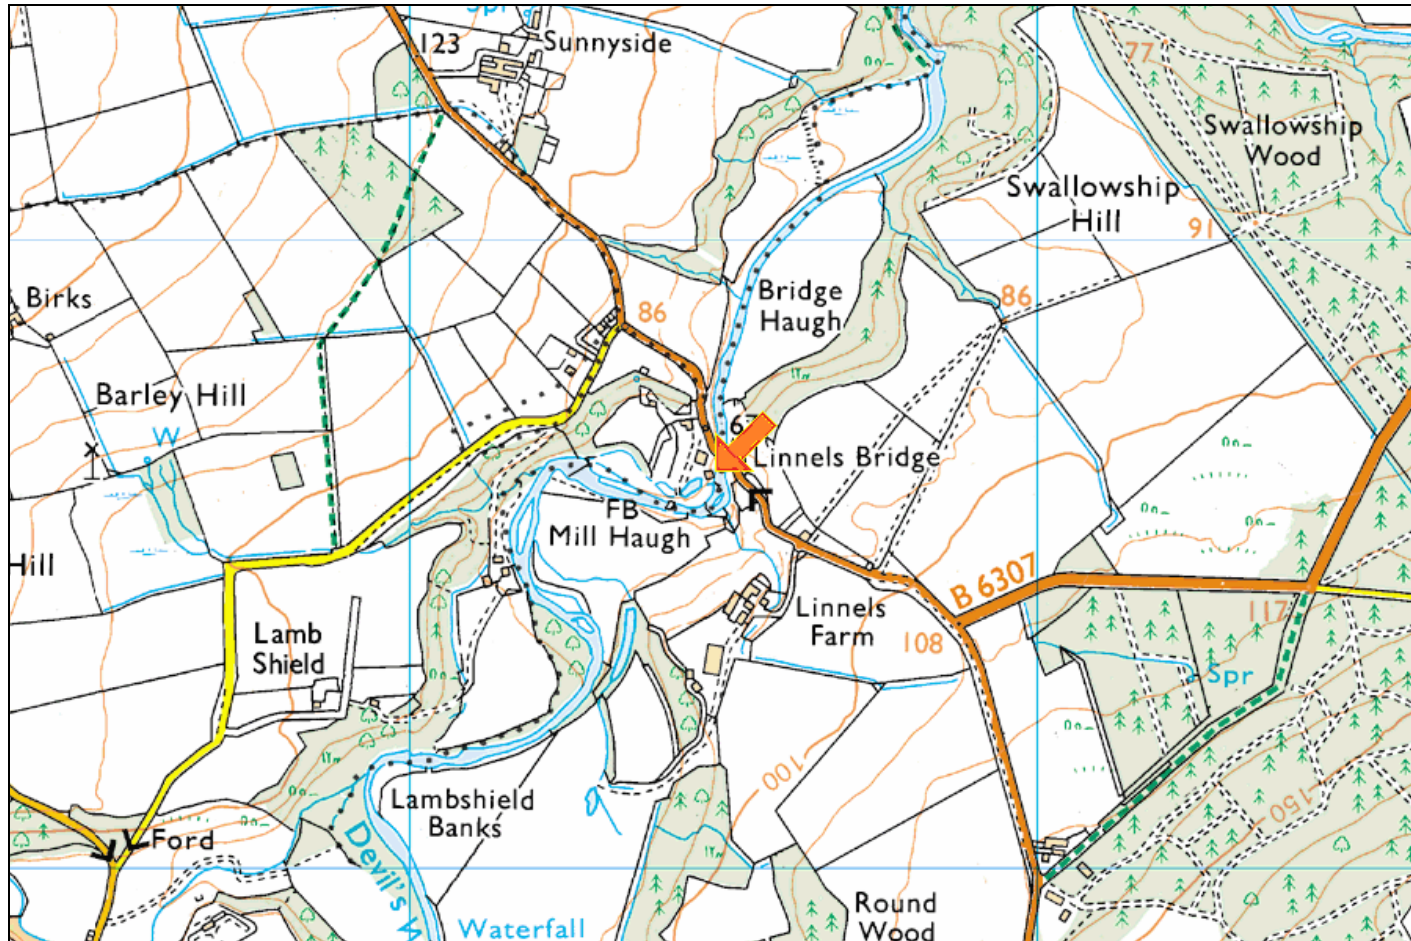 Spr
123
Sunnyside
77
Swallowship
Wood
Swallowship
Hill
91
Birks
Bridge
Haugh
86
86
Barley Hill
W
Linnels Bridge
FB
Mill Haugh
Hill
B 6307
Linnels
Farm
117
Lamb
Shield
108
Spr
100
Lambshield
Banks
150
Ford
Devil's W
Waterfall
Round
Wood